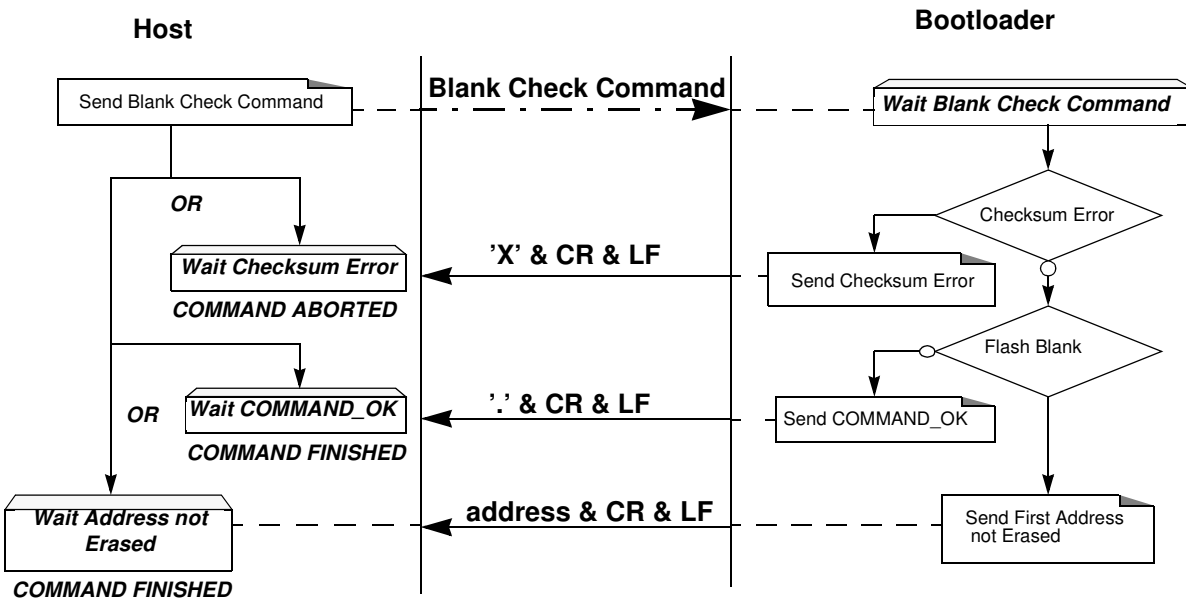 Host
Bootloader
Send Blank Check Command
Blank Check Command
Wait Blank Check Command
OR
Checksum Error
Wait Checksum Error
'X' & CR & LF
Send Checksum Error
COMMAND ABORTED
Flash Blank
OR
Wait COMMAND_OK
'.' & CR & LF
Send COMMAND_OK
COMMAND FINISHED
Wait Address not
Erased
address & CR & LF
Send First Address
not Erased
COMMAND FINISHED